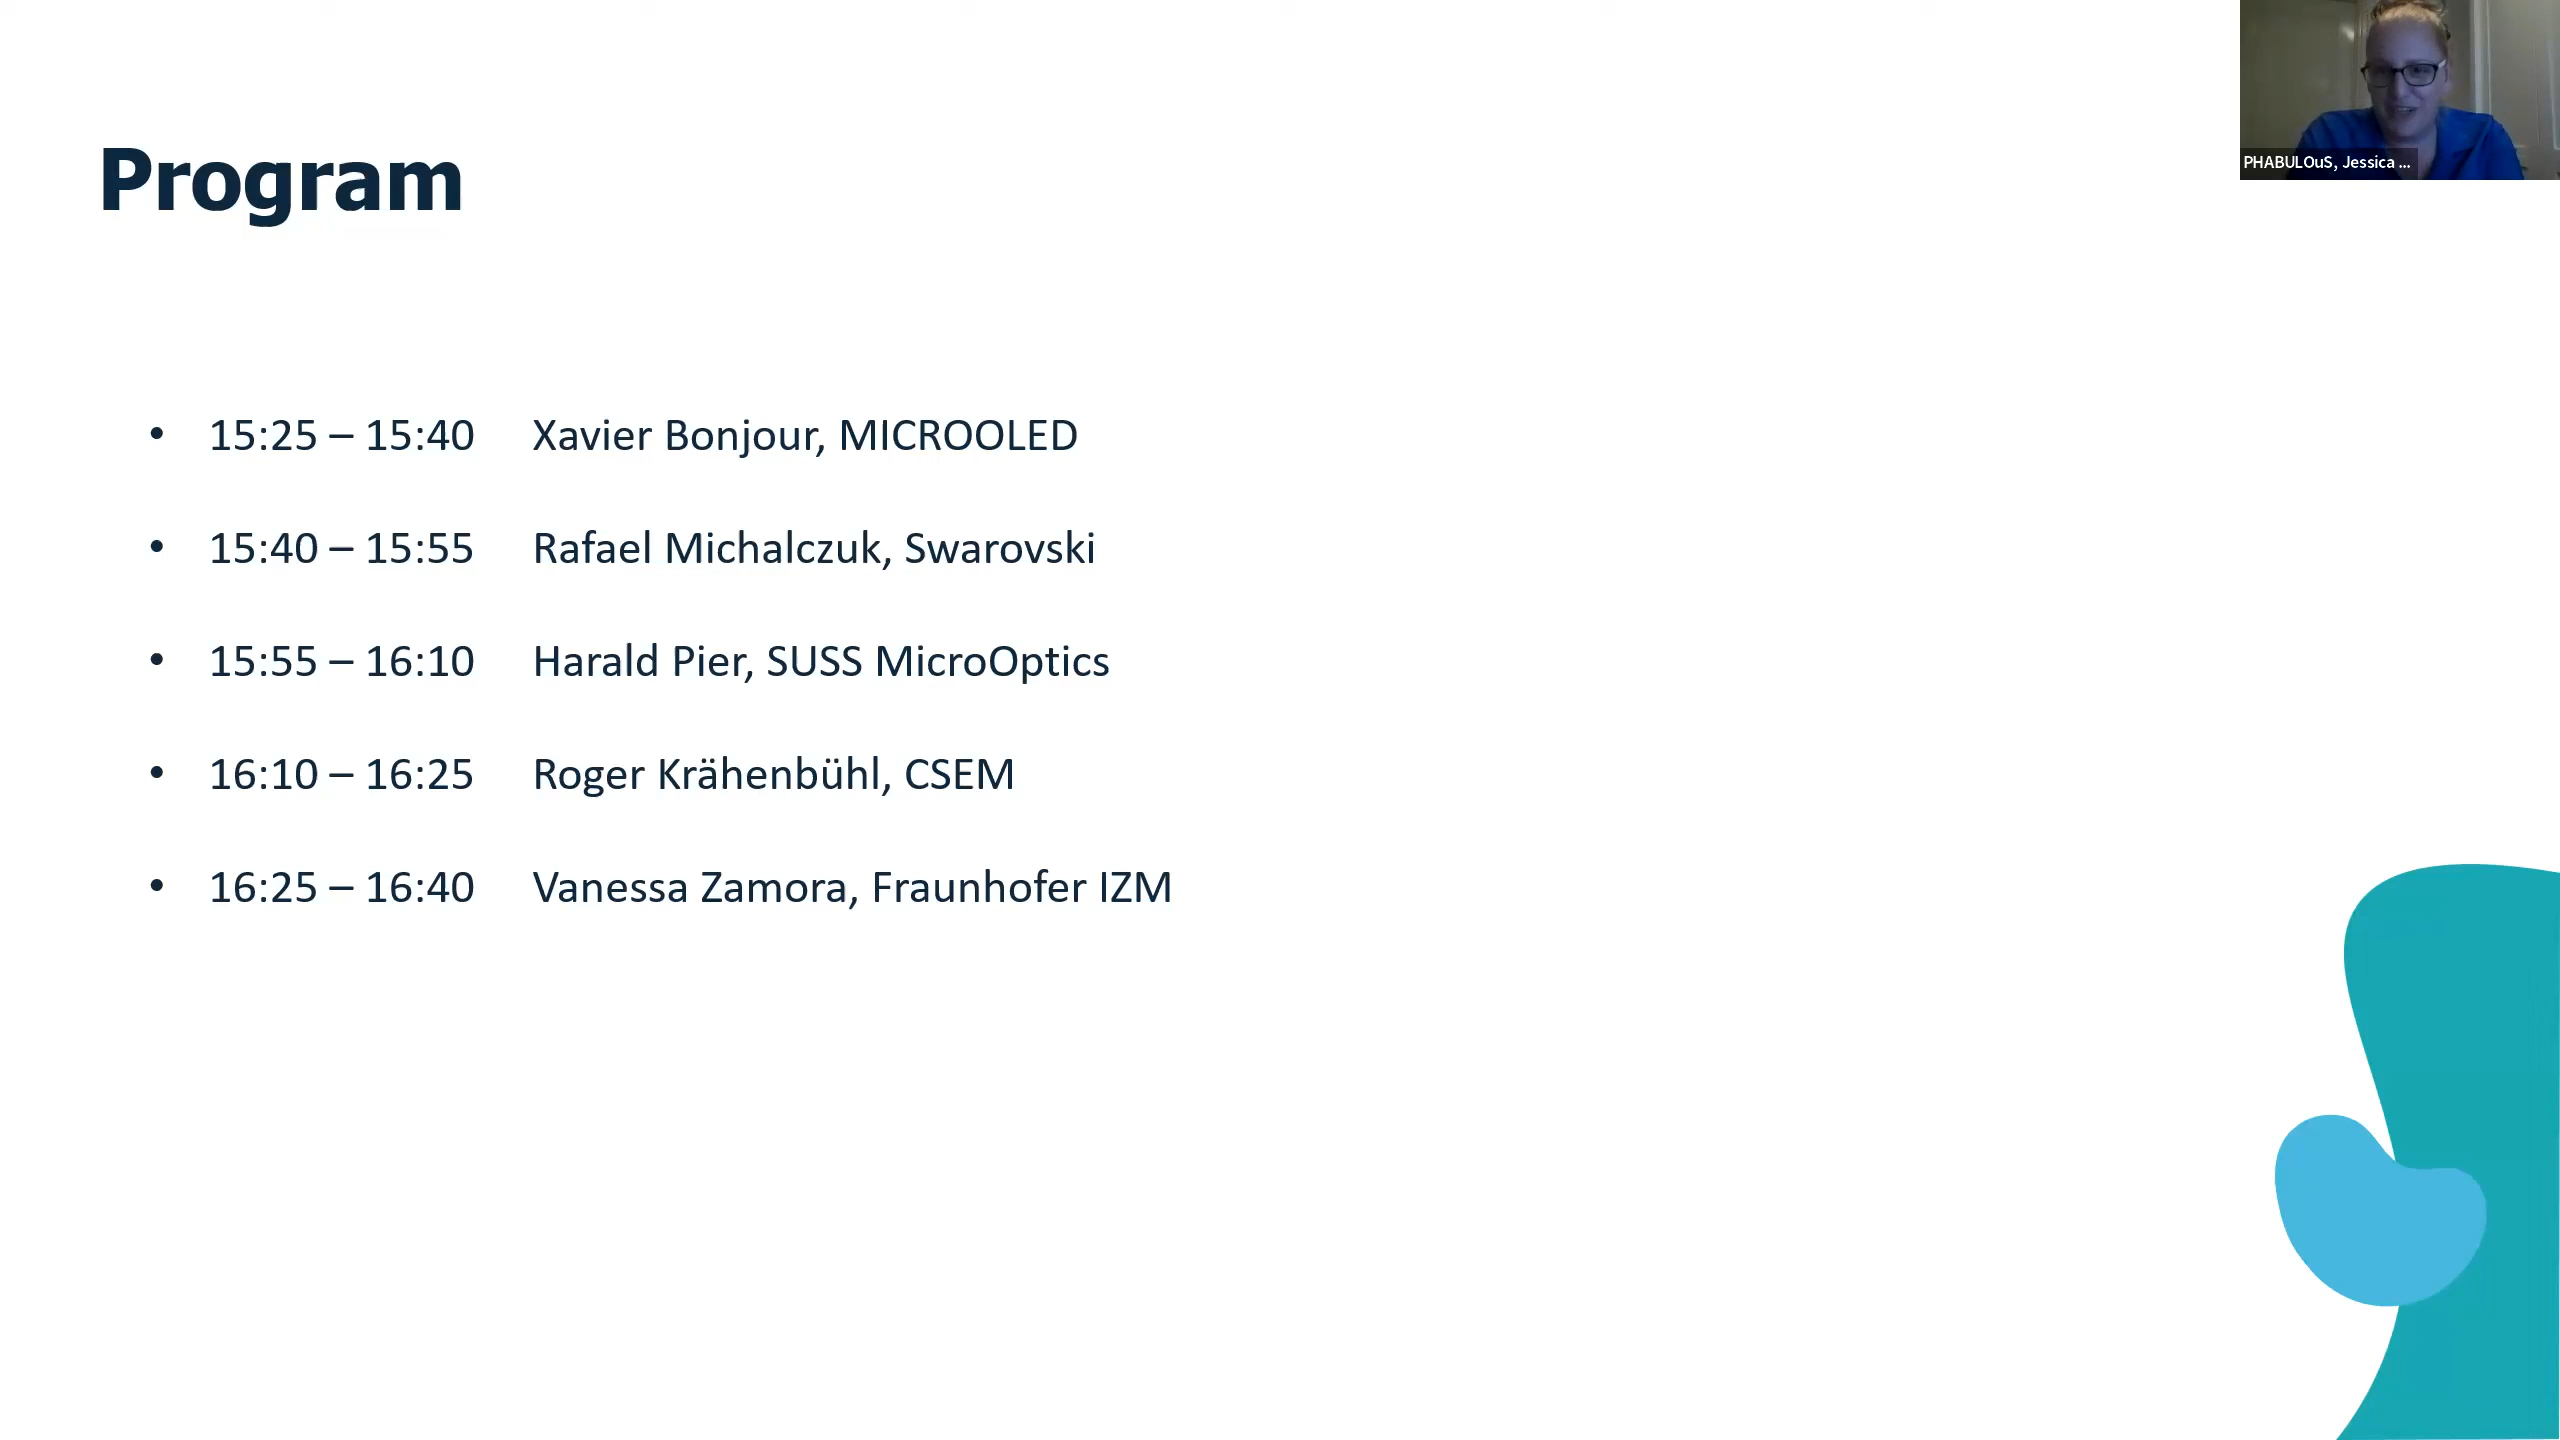 Program
PHABULOuS, Jessica ...
• 15:25 – 15:40 Xavier Bonjour, MICROOLED
• 15:40 – 15:55 Rafael Michalczuk, Swarovski
• 15:55 – 16:10 Harald Pier, SUSS MicroOptics
• 16:10 – 16:25 Roger Krähenbühl, CSEM
• 16:25 – 16:40 Vanessa Zamora, Fraunhofer IZM